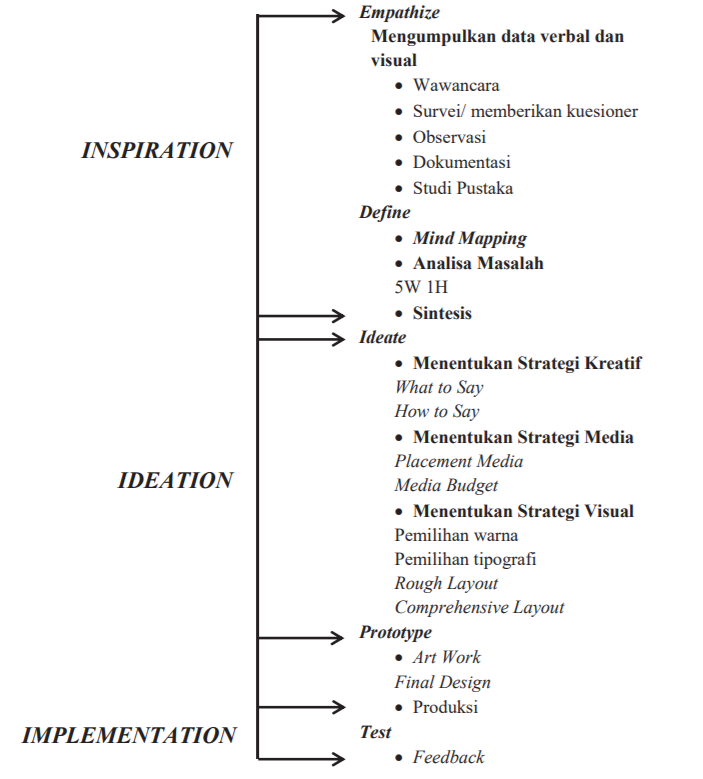 Empathize
Mengumpulkan data verbal dan
visual
• Wawancara
• Survei/ memberikan kuesioner
• Observasi
• Dokumentasi
• Studi Pustaka
INSPIRATION
Define
• Mind Mapping
• Analisa Masalah
5W 1H
• Sintesis
Ideate
• Menentukan Strategi Kreatif
What to Say
How to Say
• Menentukan Strategi Media
Placement Media
Media Budget
• Menentukan Strategi Visual
Pemilihan warna
Pemilihan tipografi
Rough Layout
Comprehensive Layout
IDEATION
Prototype
• Art Work
Final Design
• Produksi
IMPLEMENTATION
Test
• Feedback